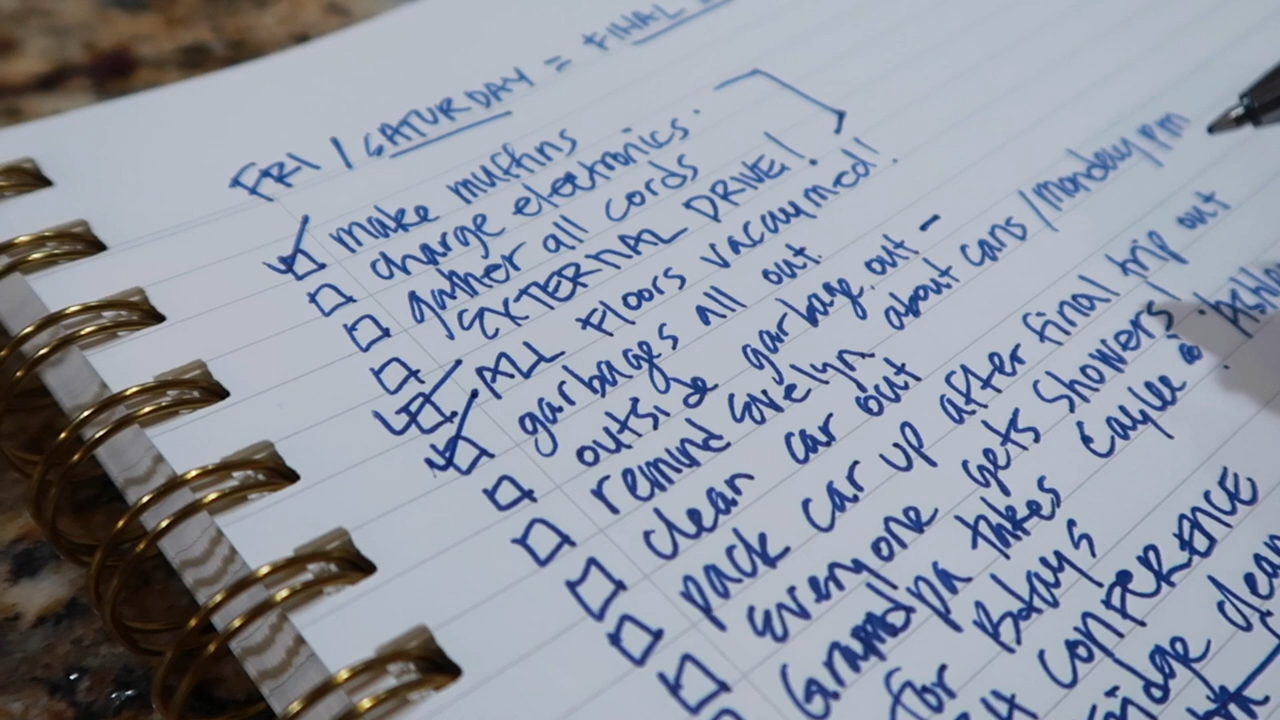 FRI / SATURDAY = FINAL
make muffins
charge electronics.
gather all cords
EXTERNAL DRIVE!
ALL floors vacuumed!
garbages all out.
outside garbage out -
remind lovelyn about cars / Monday pm
clean car out
pack car up after final trip out
Everyone gets showers!
Grandpa takes Caylee &
for Bdays
CONFERENCE
clean